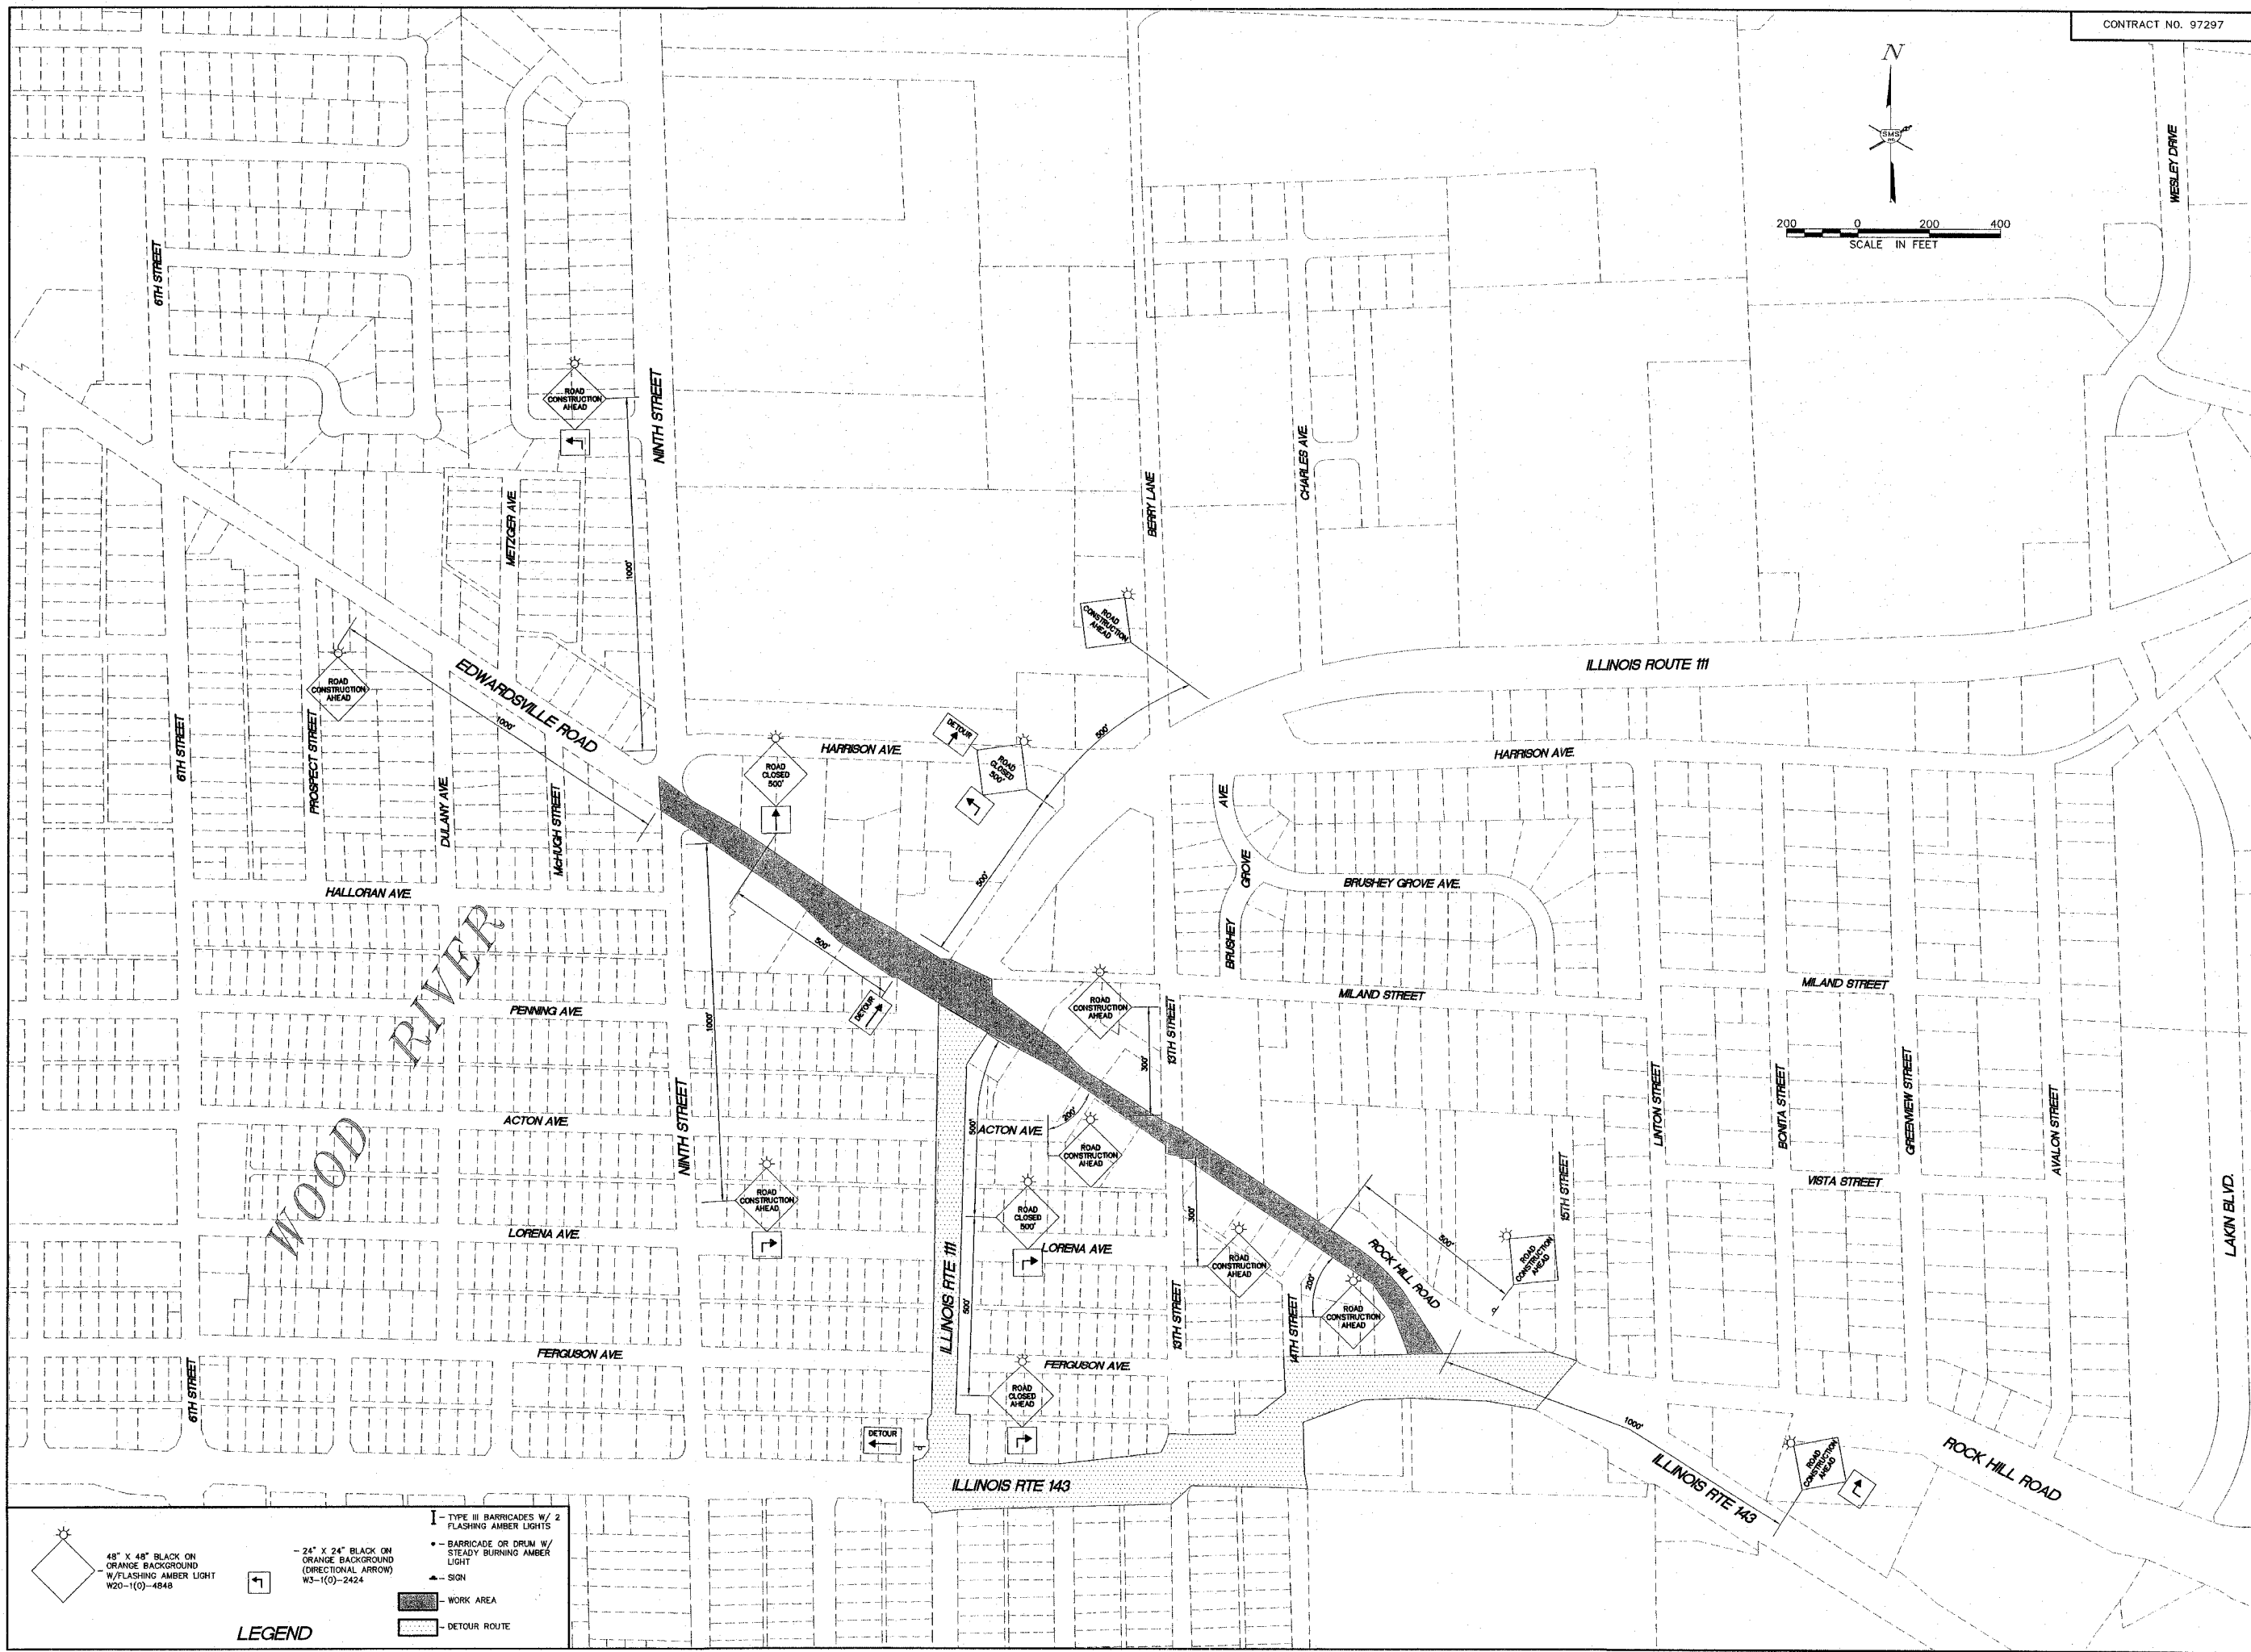 CONTRACT NO. 97297
N
SMS
200 0 200 400
SCALE IN FEET
WESLEY DRIVE
6TH STREET
ROAD
CONSTRUCTION
AHEAD
NINTH STREET
METZGER AVE.
1000'
BERRY LANE
CHARLES AVE.
ROAD
CONSTRUCTION
AHEAD
ILLINOIS ROUTE 111
ROAD
CONSTRUCTION
AHEAD
EDWARDSVILLE ROAD
1000'
6TH STREET
PROSPECT STREET
DULANY AVE.
McHUGH STREET
HARRISON AVE.
ROAD
CLOSED
500'
DETOUR
ROAD
CLOSED
500'
500'
500'
HARRISON AVE.
AVE.
GROVE
BRUSHEY
BRUSHEY GROVE AVE.
HALLORAN AVE.
WOOD RIVER
PENNING AVE.
500'
DETOUR
1000'
ROAD
CONSTRUCTION
AHEAD
300'
13TH STREET
MILAND STREET
MILAND STREET
LINTON STREET
BONITA STREET
GREENVIEW STREET
AVALON STREET
LAKIN BLVD.
ACTON AVE.
NINTH STREET
500'
ACTON AVE.
200'
ROAD
CONSTRUCTION
AHEAD
VISTA STREET
15TH STREET
LORENA AVE.
ROAD
CONSTRUCTION
AHEAD
ROAD
CLOSED
500'
LORENA AVE.
300'
ROAD
CONSTRUCTION
AHEAD
200'
ROAD
CONSTRUCTION
AHEAD
ROCK HILL ROAD
500'
ROAD
CONSTRUCTION
AHEAD
ILLINOIS RTE 111
500'
13TH STREET
14TH STREET
FERGUSON AVE.
FERGUSON AVE.
6TH STREET
ROAD
CLOSED
AHEAD
DETOUR
ILLINOIS RTE 143
1000'
ILLINOIS RTE 143
ROAD
CONSTRUCTION
AHEAD
ROCK HILL ROAD
48" X 48" BLACK ON
ORANGE BACKGROUND
W/FLASHING AMBER LIGHT
W20-1(O)-4848
- 24" X 24" BLACK ON
ORANGE BACKGROUND
(DIRECTIONAL ARROW)
W3-1(O)-2424
- TYPE III BARRICADES W/ 2
FLASHING AMBER LIGHTS
- BARRICADE OR DRUM W/
STEADY BURNING AMBER
LIGHT
- SIGN
- WORK AREA
- DETOUR ROUTE
LEGEND